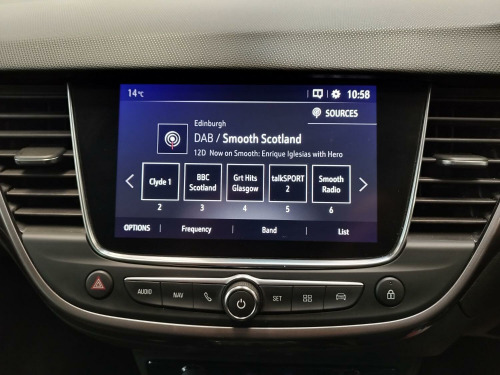 14°C 10:58
SOURCES
Edinburgh
DAB / Smooth Scotland
12D Now on Smooth: Enrique Iglesias with Hero
Clyde 1
BBC Scotland
Grt Hits Glasgow
talkSPORT 2
Smooth Radio
2 3 4 5 6
OPTIONS Frequency Band List
AUDIO NAV SET